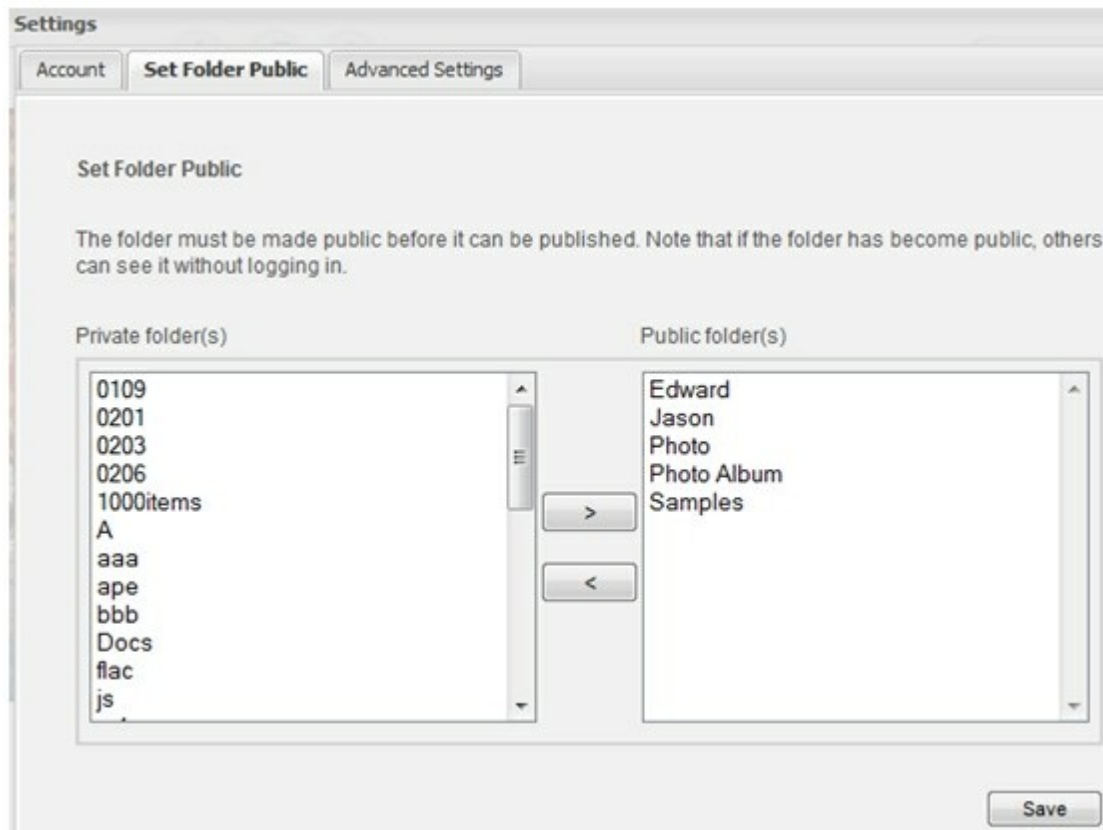 Settings
Account
Set Folder Public
Advanced Settings
Set Folder Public
The folder must be made public before it can be published. Note that if the folder has become public, others
can see it without logging in.
Private folder(s)
Public folder(s)
0109
0201
0203
0206
1000items
A
aaa
ape
bbb
Docs
flac
js
>
<
Edward
Jason
Photo
Photo Album
Samples
Save